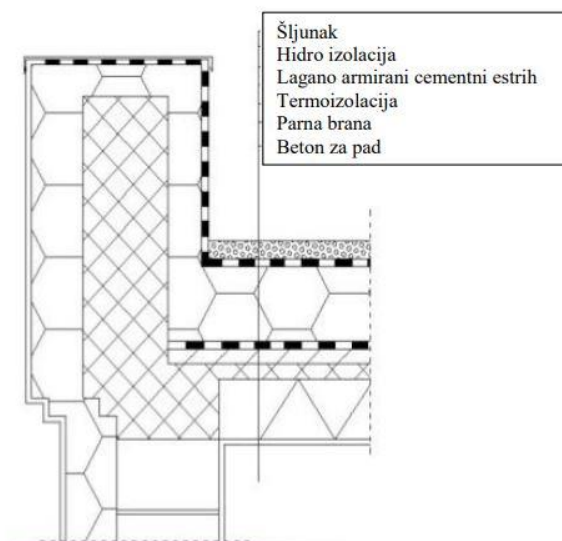 Šljunak
Hidro izolacija
Lagano armirani cementni estrih
Termoizolacija
Parna brana
Beton za pad